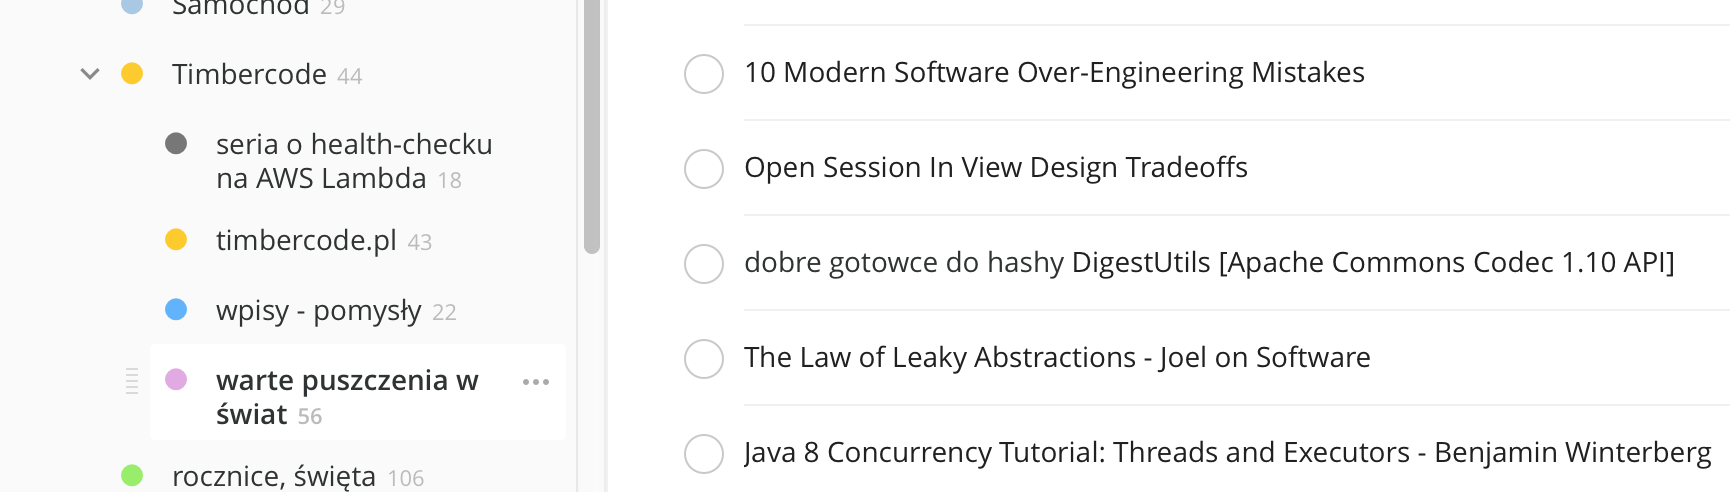 Samochód 29
Timbercode 44
seria o health-checku
na AWS Lambda 18
timbercode.pl 43
wpisy - pomysły 22
warte puszczenia w
świat 56
rocznice, święta 106
10 Modern Software Over-Engineering Mistakes
Open Session In View Design Tradeoffs
dobre gotowce do hashy DigestUtils [Apache Commons Codec 1.10 API]
The Law of Leaky Abstractions - Joel on Software
Java 8 Concurrency Tutorial: Threads and Executors - Benjamin Winterberg